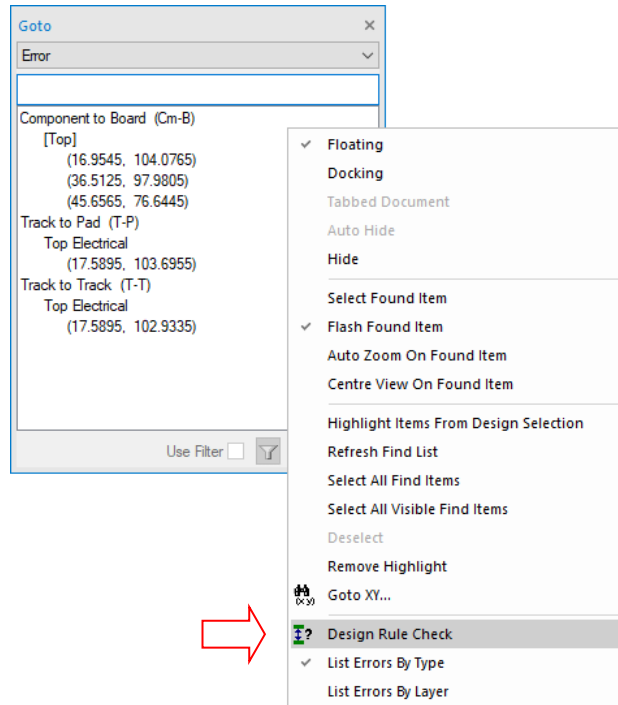 Goto
Error
Component to Board (Cm-B)
[Top]
(16.9545, 104.0765)
(36.5125, 97.9805)
(45.6565, 76.6445)
Track to Pad (T-P)
Top Electrical
(17.5895, 103.6955)
Track to Track (T-T)
Top Electrical
(17.5895, 102.9335)
Use Filter
Floating
Docking
Tabbed Document
Auto Hide
Hide
Select Found Item
Flash Found Item
Auto Zoom On Found Item
Centre View On Found Item
Highlight Items From Design Selection
Refresh Find List
Select All Find Items
Select All Visible Find Items
Deselect
Remove Highlight
(x y) Goto XY...
? Design Rule Check
List Errors By Type
List Errors By Layer